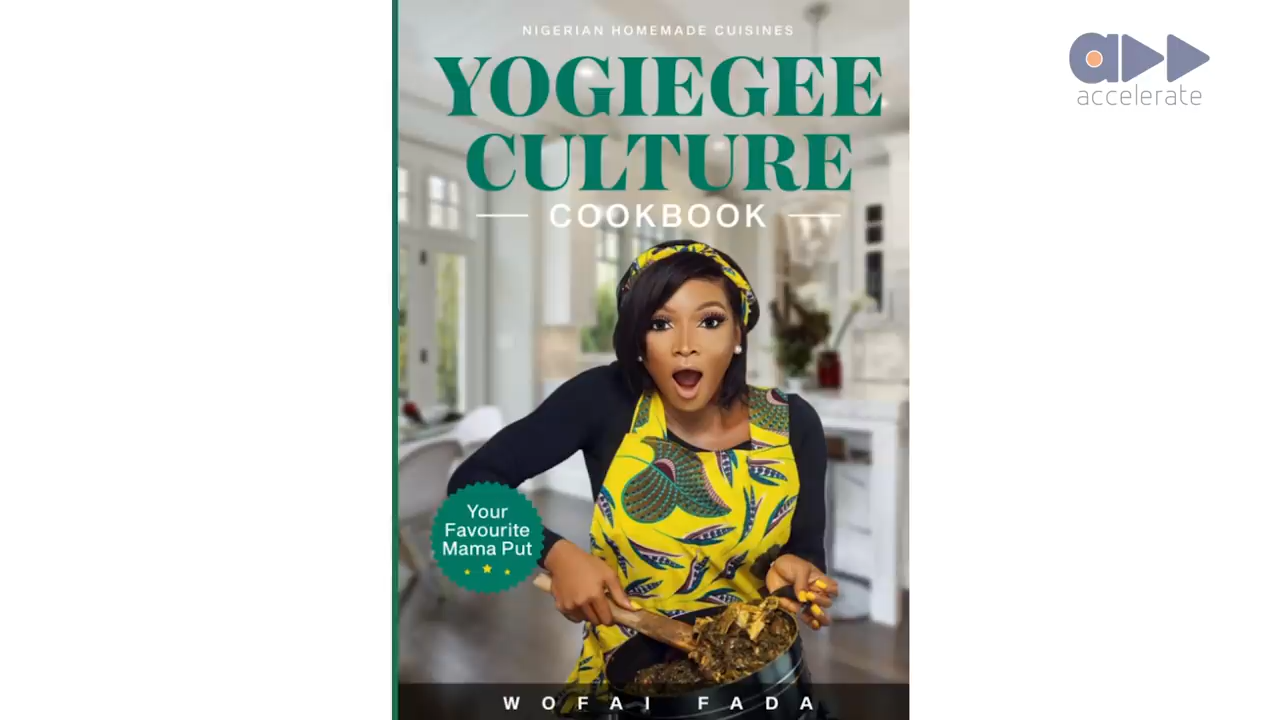 NIGERIAN HOMEMADE CUISINES
YOGIEGEE
CULTURE
COOKBOOK
Your
Favourite
Mama Put
WOFAI FADA
accelerate